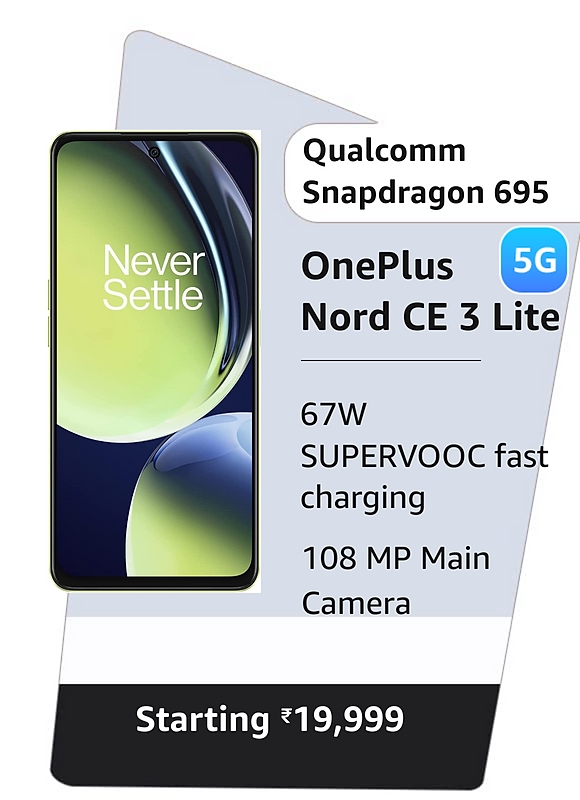 Qualcomm
Snapdragon 695
OnePlus 5G
Nord CE 3 Lite
Never
Settle
67W
SUPERVOOC fast
charging
108 MP Main
Camera
Starting ₹19,999